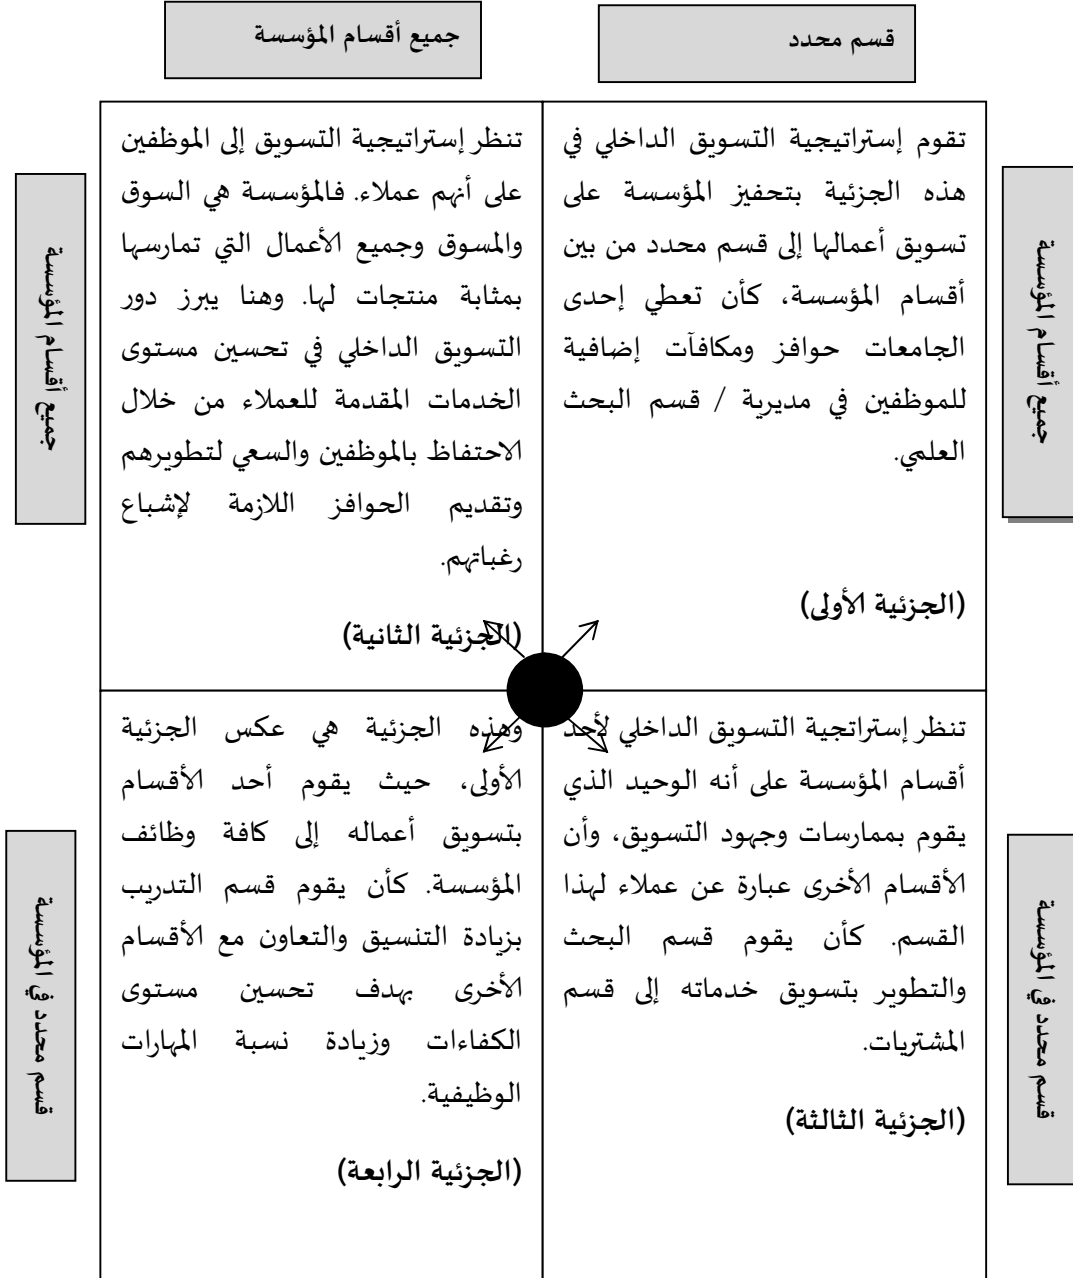 قسم محدد
جميع أقسام المؤسسة
جميع أقسام المؤسسة
تقوم إستراتيجية التسويق الداخلي في
هذه الجزئية بتحفيز المؤسسة على
تسويق أعمالها إلى قسم محدد من بين
أقسام المؤسسة، كأن تعطي إحدى
الجامعات حوافز ومكافآت إضافية
للموظفين في مديرية / قسم البحث
العلمي.
(الجزئية الأولى)
تنظر إستراتيجية التسويق إلى الموظفين
على أنهم عملاء. فالمؤسسة هي السوق
والمسوق وجميع الأعمال التي تمارسها
بمثابة منتجات لها. وهنا يبرز دور
التسويق الداخلي في تحسين مستوى
الخدمات المقدمة للعملاء من خلال
الاحتفاظ بالموظفين والسعي لتطويرهم
وتقديم الحوافز اللازمة لإشباع
رغباتهم.
(الجزئية الثانية)
جميع أقسام المؤسسة
قسم محدد في المؤسسة
تنظر إستراتجية التسويق الداخلي لأحد
أقسام المؤسسة على أنه الوحيد الذي
يقوم بممارسات وجهود التسويق، وأن
الأقسام الأخرى عبارة عن عملاء لهذا
القسم. كأن يقوم قسم البحث
والتطوير بتسويق خدماته إلى قسم
المشتريات.
(الجزئية الثالثة)
وهذه الجزئية هي عكس الجزئية
الأولى، حيث يقوم أحد الأقسام
بتسويق أعماله إلى كافة وظائف
المؤسسة. كأن يقوم قسم التدريب
بزيادة التنسيق والتعاون مع الأقسام
الأخرى بهدف تحسين مستوى
الكفاءات وزيادة نسبة المهارات
الوظيفية.
(الجزئية الرابعة)
قسم محدد في المؤسسة